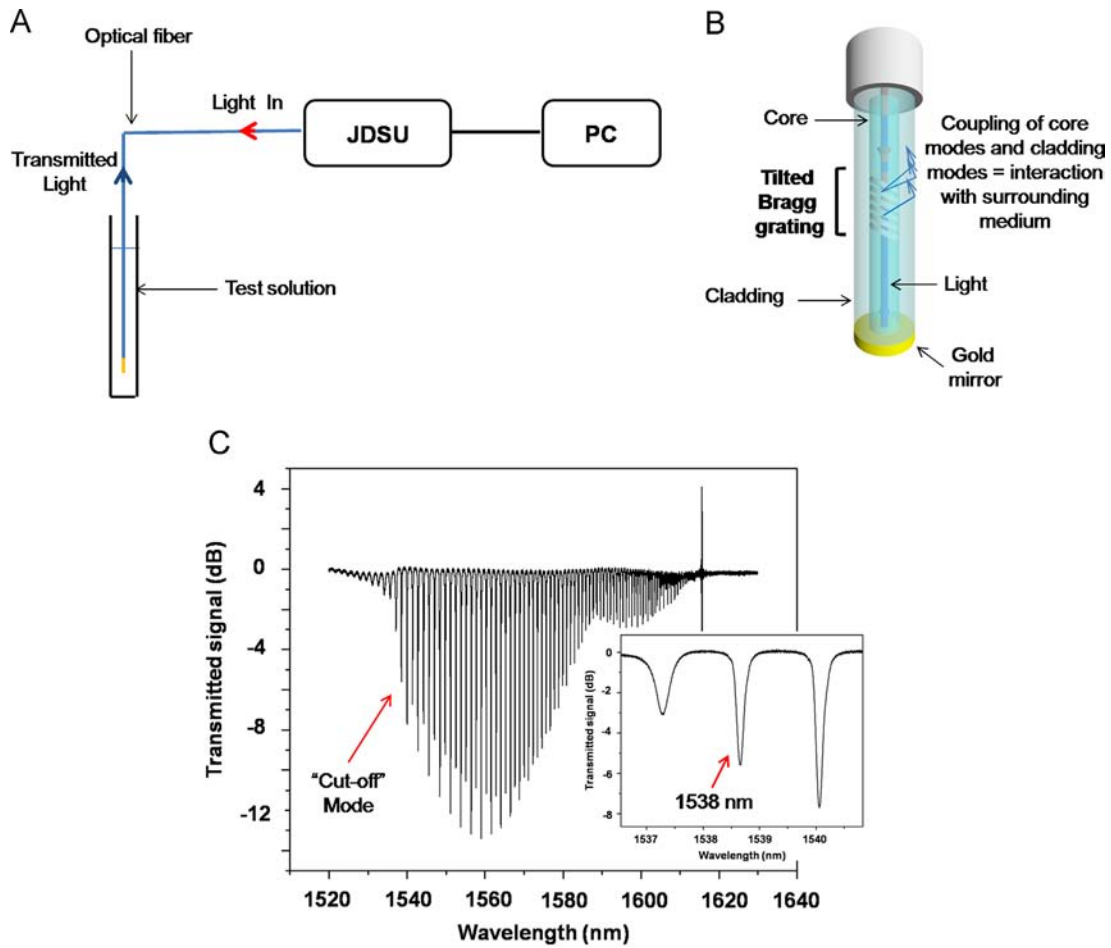 A
Optical fiber
Light In
JDSU
PC
Transmitted
Light
Test solution
B
Core
Coupling of core
modes and cladding
modes = interaction
with surrounding
medium
Tilted
Bragg
grating
Light
Cladding
Gold
mirror
C
4
0
-4
-8
-12
Transmitted signal (dB)
"Cut-off"
Mode
1520
1540
1560
1580
1600
1620
1640
Wavelength (nm)
0
-2
-4
-6
-8
Transmitted signal (dB)
1538 nm
1537
1538
1539
1540
Wavelength (nm)